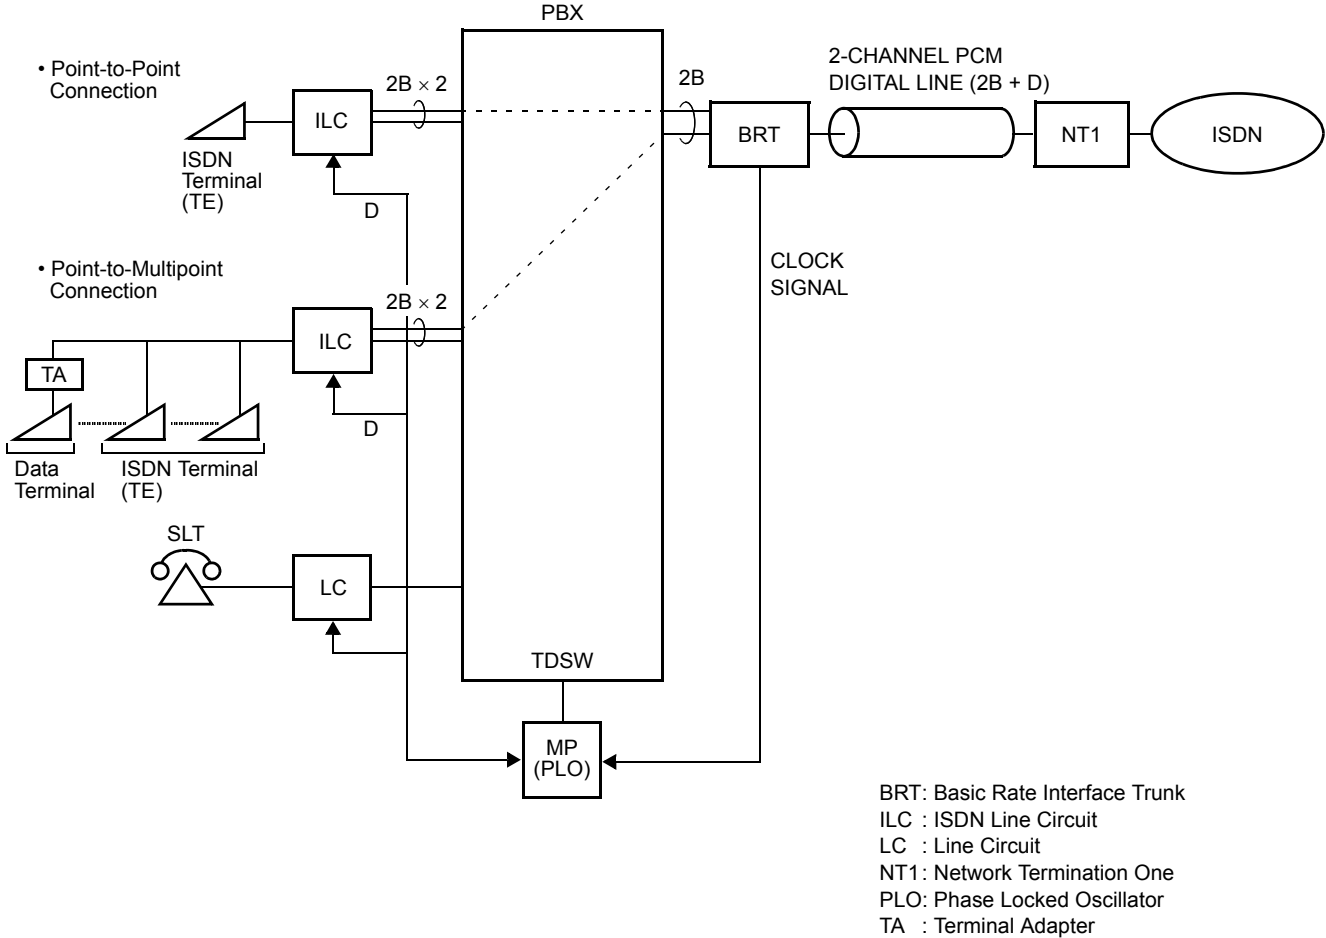 PBX
• Point-to-Point
Connection
2B × 2
ILC
ISDN
Terminal
(TE)
D
2B
BRT
2-CHANNEL PCM
DIGITAL LINE (2B + D)
NT1
ISDN
CLOCK
SIGNAL
• Point-to-Multipoint
Connection
2B × 2
ILC
TA
D
Data
Terminal
ISDN Terminal
(TE)
SLT
LC
TDSW
MP
(PLO)
BRT: Basic Rate Interface Trunk
ILC : ISDN Line Circuit
LC : Line Circuit
NT1: Network Termination One
PLO: Phase Locked Oscillator
TA : Terminal Adapter